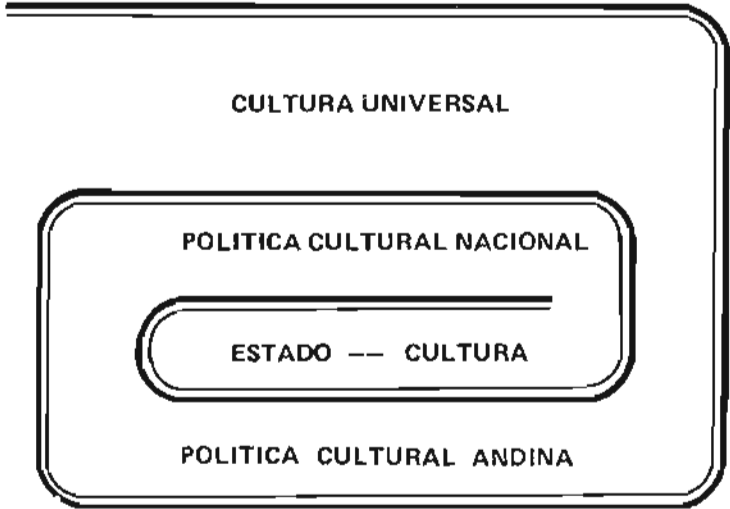 CULTURA UNIVERSAL
POLITICA CULTURAL NACIONAL
ESTADO -- CULTURA
POLITICA CULTURAL ANDINA